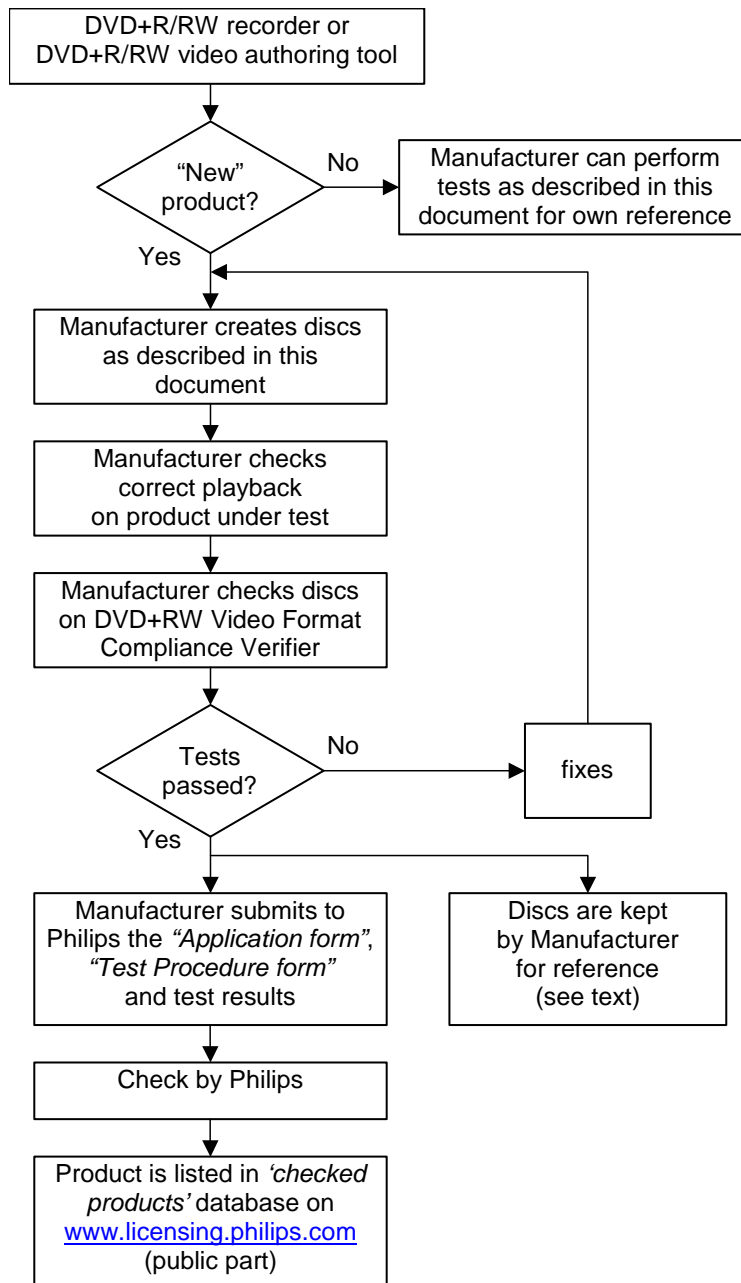 DVD+R/RW recorder or
DVD+R/RW video authoring tool
“New”
product?
No
Manufacturer can perform
tests as described in this
document for own reference
Yes
Manufacturer creates discs
as described in this
document
Manufacturer checks
correct playback
on product under test
Manufacturer checks discs
on DVD+RW Video Format
Compliance Verifier
Tests
passed?
No
fixes
Yes
Manufacturer submits to
Philips the “Application form”,
“Test Procedure form”
and test results
Discs are kept
by Manufacturer
for reference
(see text)
Check by Philips
Product is listed in ‘checked
products’ database on
www.licensing.philips.com
(public part)